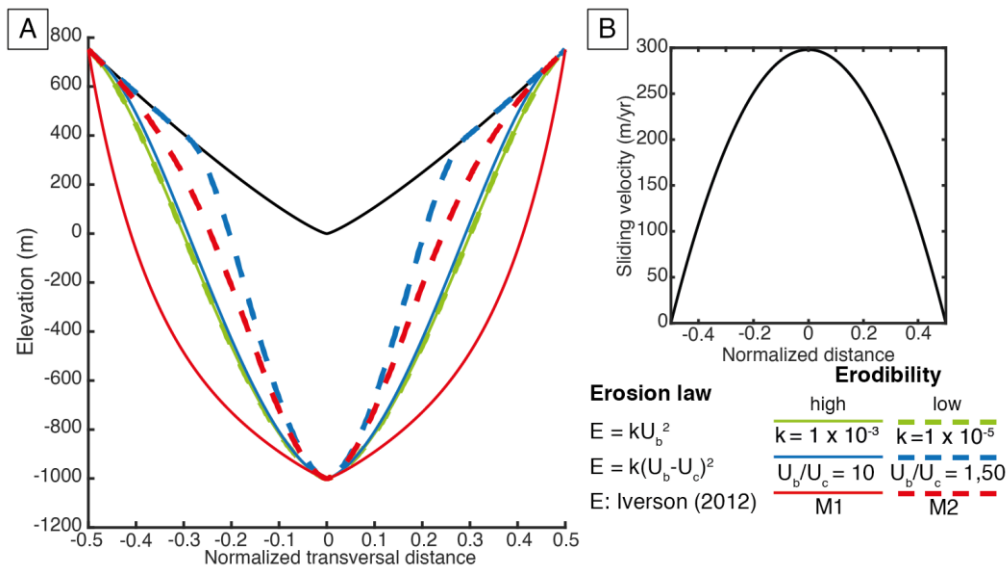 A
800
600
400
200
0
-200
-400
-600
-800
-1000
-1200
Elevation (m)
-0.5 -0.4 -0.3 -0.2 -0.1 0 0.1 0.2 0.3 0.4 0.5
Normalized transversal distance
B
300
250
200
150
100
50
0
Sliding velocity (m/yr)
-0.4 -0.2 0 0.2 0.4
Normalized distance
Erosion law Erodibility
high low
E = kU_b² k = 1 x 10⁻³ k = 1 x 10⁻⁵
E = k(U_b-U_c)² U_b/U_c = 10 U_b/U_c = 1,50
E: Iverson (2012) M1 M2